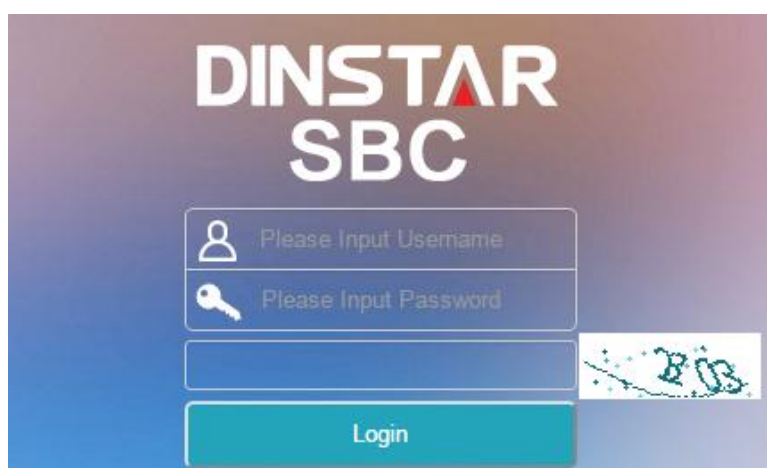 DINSTAR
SBC
Please Input Username
Please Input Password
Login